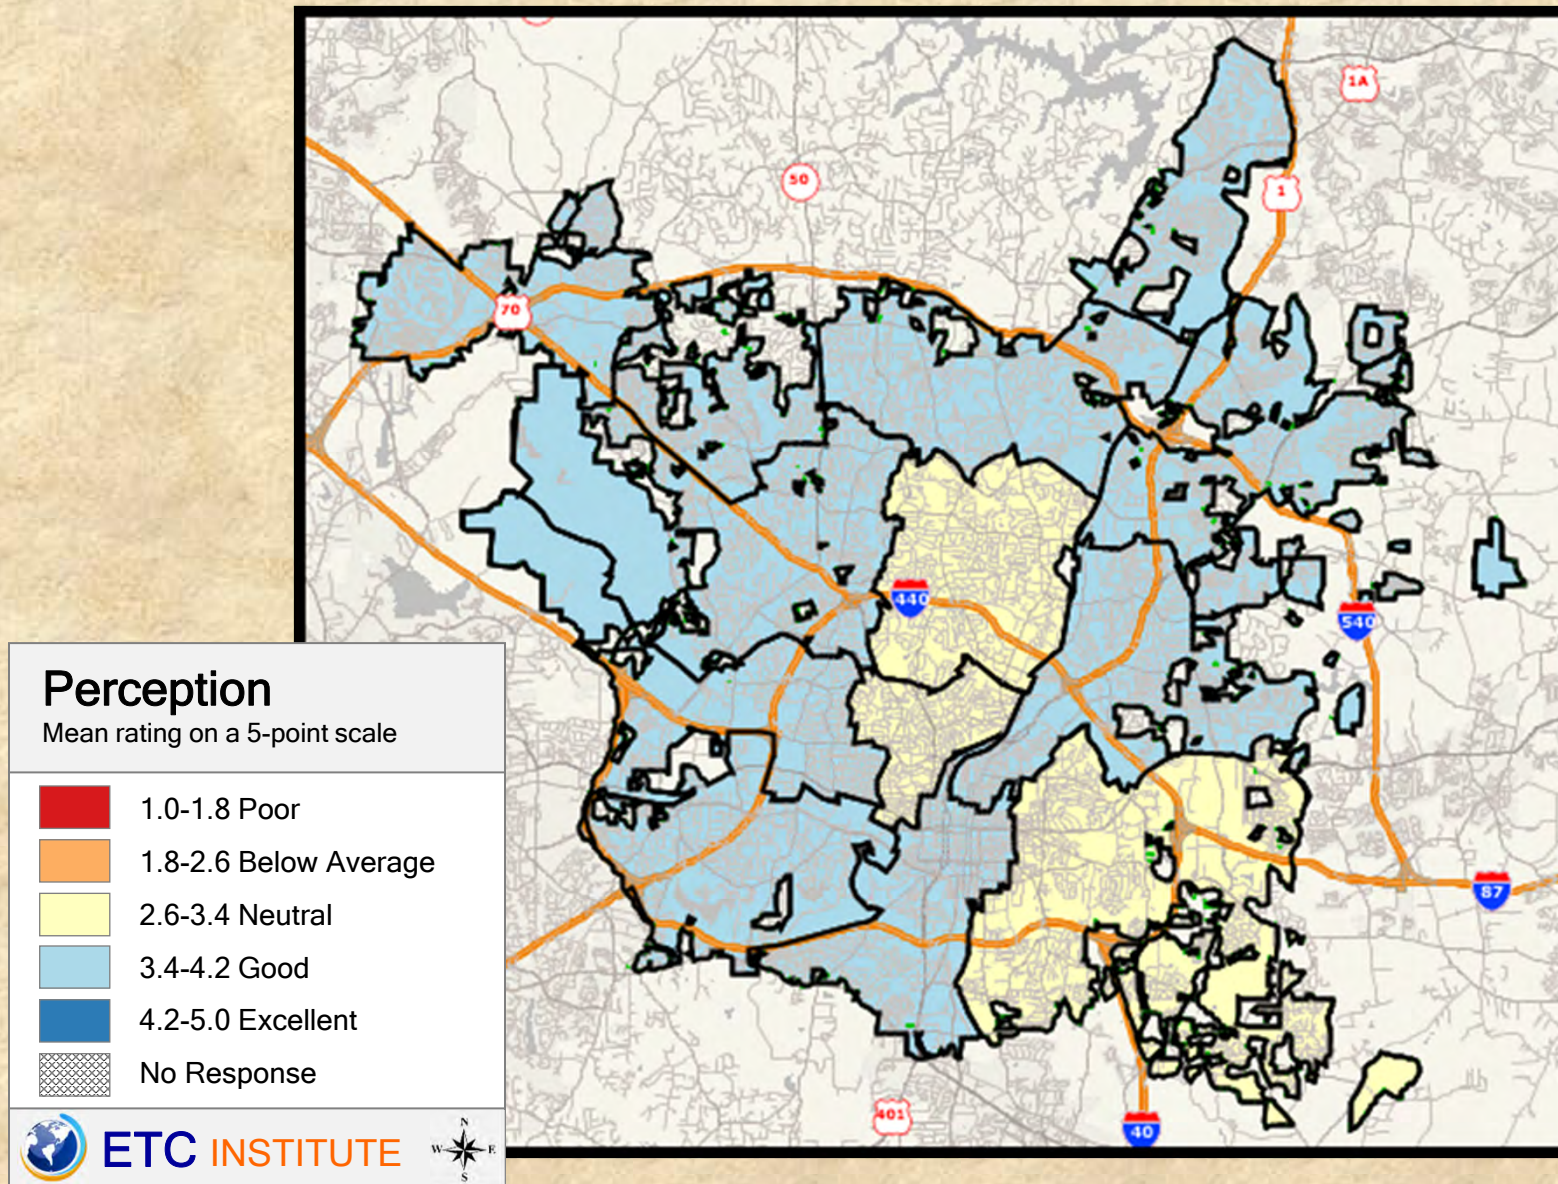 1A
50
1
70
440
540
87
401
40
Perception
Mean rating on a 5-point scale
1.0-1.8 Poor
1.8-2.6 Below Average
2.6-3.4 Neutral
3.4-4.2 Good
4.2-5.0 Excellent
No Response
ETC INSTITUTE
N
W E
S